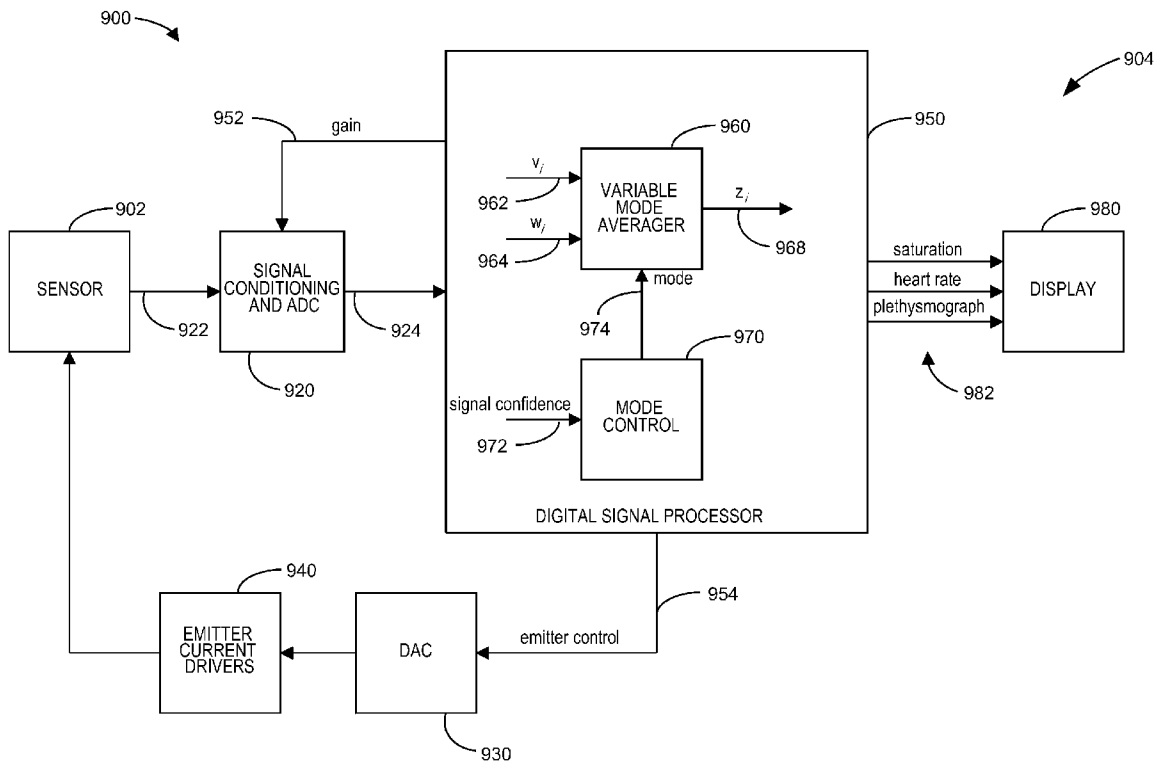 900
904
952
gain
950
960
902
v i
962
VARIABLE
MODE
AVERAGER
z i
968
980
SENSOR
922
SIGNAL
CONDITIONING
AND ADC
924
w i
964
saturation
heart rate
plethysmograph
DISPLAY
mode
974
970
920
982
signal confidence
972
MODE
CONTROL
DIGITAL SIGNAL PROCESSOR
940
954
EMITTER
CURRENT
DRIVERS
DAC
emitter control
930